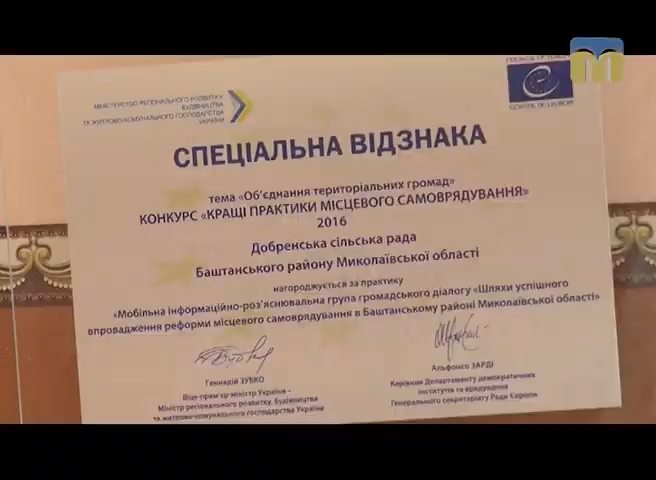 МІНІСТЕРСТВО РЕГІОНАЛЬНОГО РОЗВИТКУ
БУДІВНИЦТВА
ТА ЖИТЛОВО-КОМУНАЛЬНОГО ГОСПОДАРСТВА
УКРАЇНИ
COUNCIL OF EUROPE
СПЕЦІАЛЬНА ВІДЗНАКА
тема «Об'єднання територіальних громад»
КОНКУРС «КРАЩІ ПРАКТИКИ МІСЦЕВОГО САМОВРЯДУВАННЯ»
2016
Добренська сільська рада
Баштанського району Миколаївської області
нагороджується за практику
«Мобільна інформаційно-роз'яснювальна група громадського діалогу «Шляхи успішного
впровадження реформи місцевого самоврядування в Баштанському районі Миколаївської області»
Геннадій ЗУБКО
Віце-прем'єр-міністр України –
Міністр регіонального розвитку, будівництва
та житлово-комунального господарства України
Альфонсо ЗАРДІ
Керівник Департаменту демократичних
інститутів та врядування
Генерального секретаріату Ради Європи